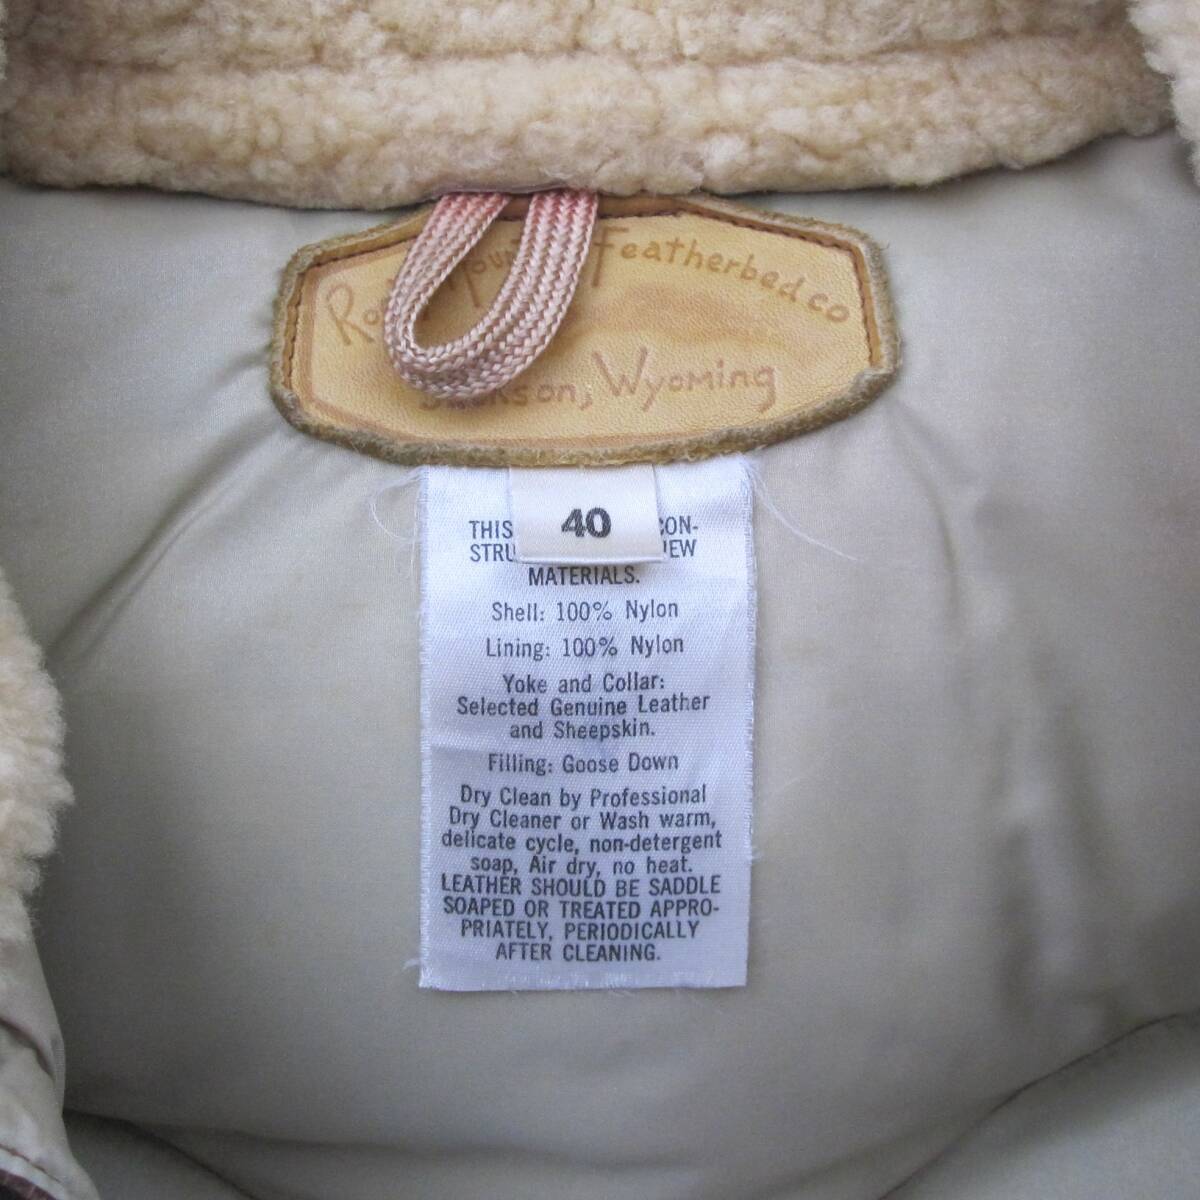 Featherbed co
Wyoming
40
THIS CON-
MATERIALS.
Shell: 100% Nylon
Lining: 100% Nylon
Yoke and Collar:
Selected Genuine Leather
and Sheepskin.
Filling: Goose Down
Dry Clean by Professional
Dry Cleaner or Wash warm,
delicate cycle, non-detergent
soap, Air dry, no heat.
LEATHER SHOULD BE SADDLE
SOAPED OR TREATED APPRO-
PRIATELY, PERIODICALLY
AFTER CLEANING.